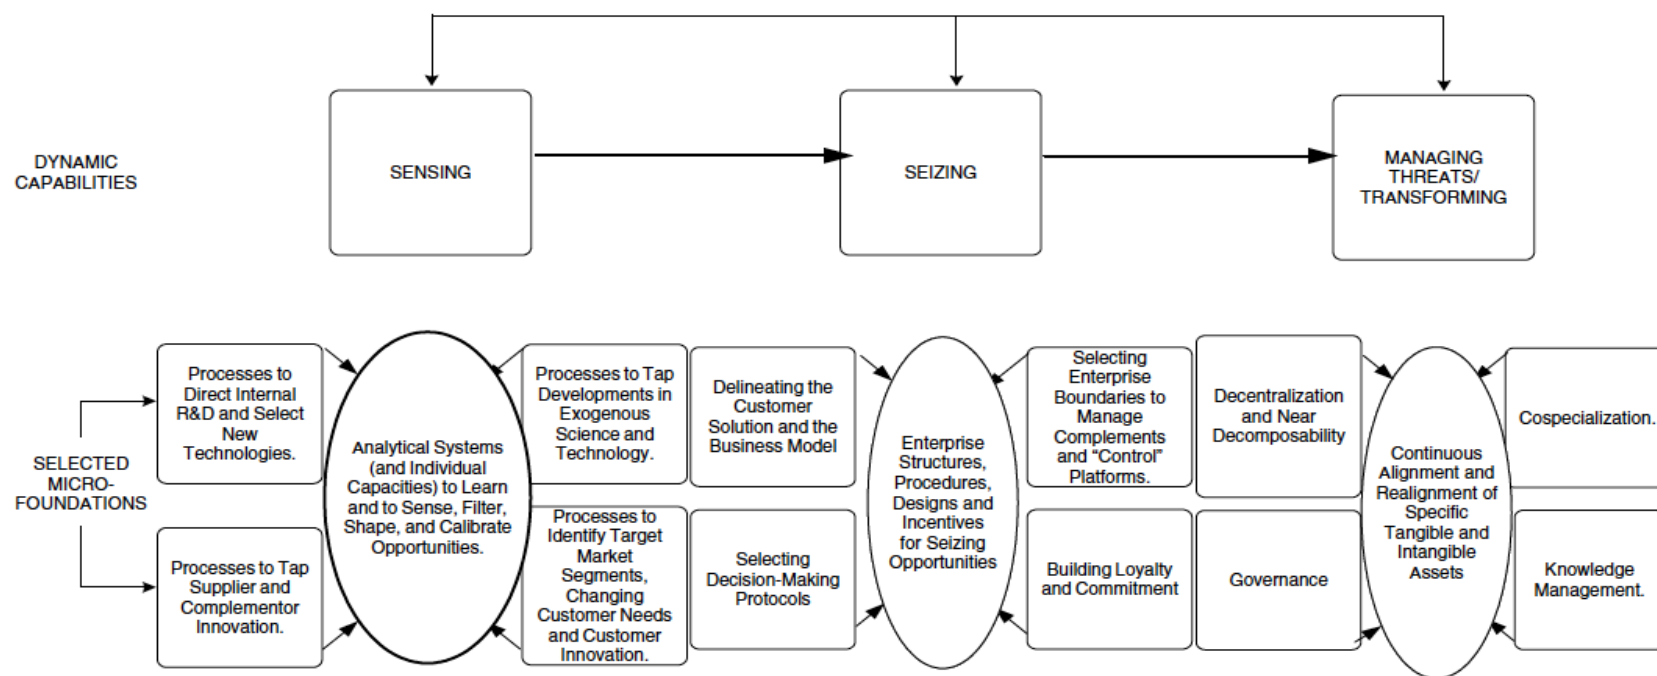 DYNAMIC
CAPABILITIES
SENSING
SEIZING
MANAGING
THREATS/
TRANSFORMING
SELECTED
MICRO-
FOUNDATIONS
Processes to
Direct Internal
R&D and Select
New
Technologies.
Processes to Tap
Supplier and
Complementor
Innovation.
Analytical Systems
(and Individual
Capacities) to Learn
and to Sense, Filter,
Shape, and Calibrate
Opportunities.
Processes to Tap
Developments in
Exogenous
Science and
Technology.
Processes to
Identify Target
Market
Segments,
Changing
Customer Needs
and Customer
Innovation.
Delineating the
Customer
Solution and the
Business Model
Selecting
Decision-Making
Protocols
Enterprise
Structures,
Procedures,
Designs and
Incentives
for Seizing
Opportunities
Selecting
Enterprise
Boundaries to
Manage
Complements
and “Control”
Platforms.
Building Loyalty
and Commitment
Decentralization
and Near
Decomposability
Governance
Continuous
Alignment and
Realignment of
Specific
Tangible and
Intangible
Assets
Cospecialization.
Knowledge
Management.